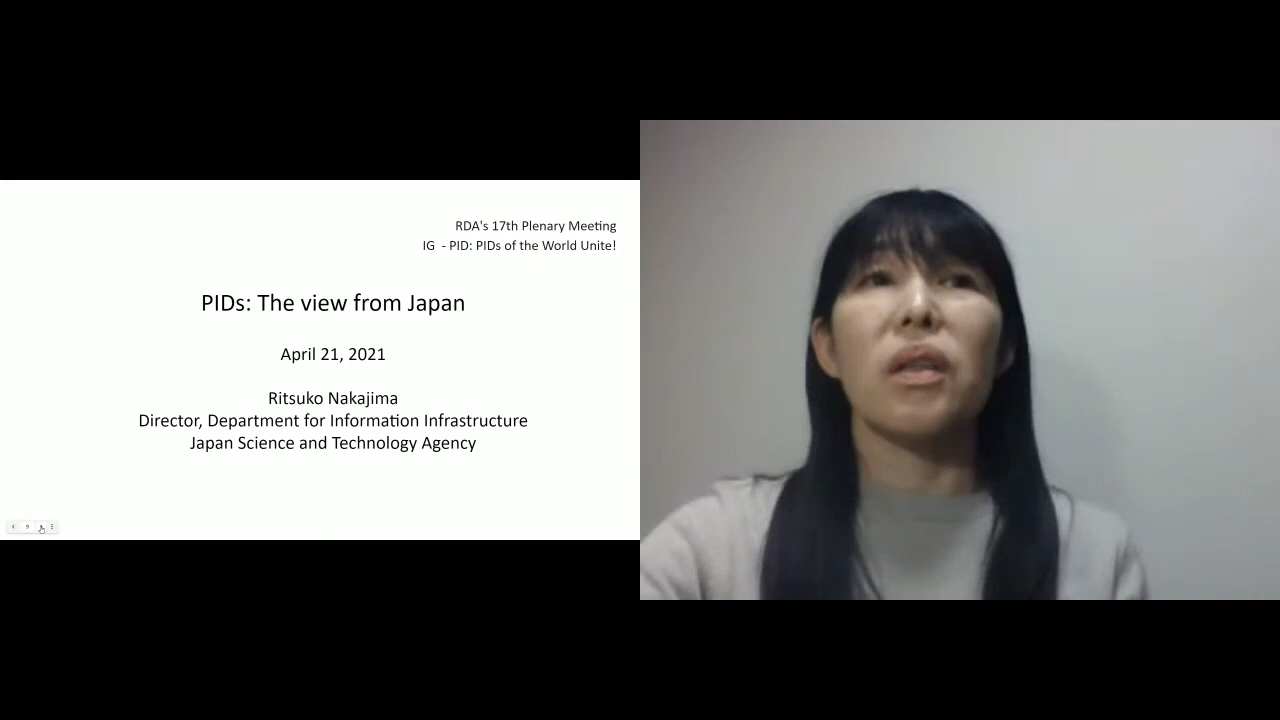 RDA's 17th Plenary Meeting
IG - PID: PIDs of the World Unite!
PIDs: The view from Japan
April 21, 2021
Ritsuko Nakajima
Director, Department for Information Infrastructure
Japan Science and Technology Agency
9